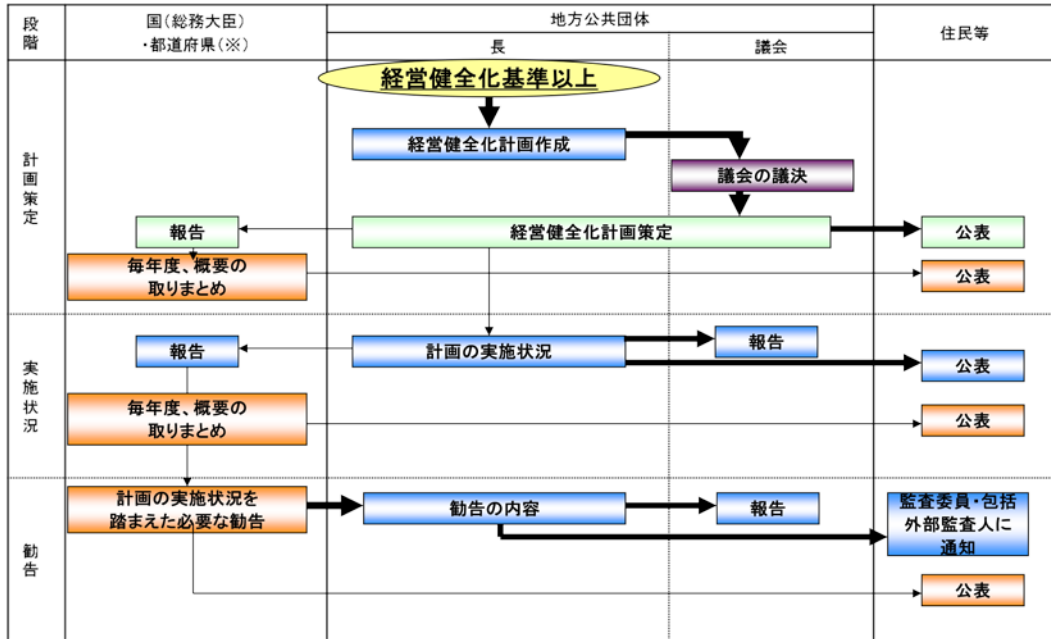 段階
国(総務大臣)
・都道府県(※)
地方公共団体
長
議会
住民等
計画策定
経営健全化基準以上
経営健全化計画作成
議会の議決
報告
経営健全化計画策定
公表
毎年度、概要の
取りまとめ
公表
実施状況
報告
計画の実施状況
報告
公表
毎年度、概要の
取りまとめ
公表
勧告
計画の実施状況を
踏まえた必要な勧告
勧告の内容
報告
監査委員・包括
外部監査人に
通知
公表